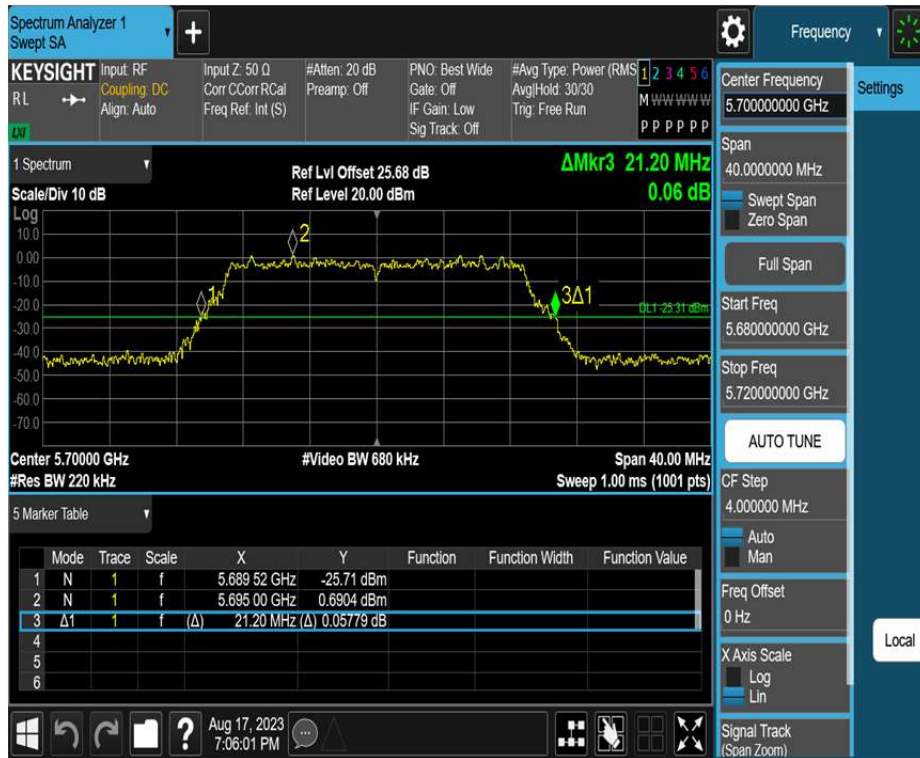 Spectrum Analyzer 1
Swept SA
+
Frequency
KEYSIGHT
RL
LXI
Input: RF
Coupling: DC
Align: Auto
Input Z: 50 Ω
Corr CCorr RCal
Freq Ref: Int (S)
#Atten: 20 dB
Preamp: Off
PNO: Best Wide
Gate: Off
IF Gain: Low
Sig Track: Off
#Avg Type: Power (RMS
Avg|Hold: 30/30
Trig: Free Run
1 2 3 4 5 6
M W W W W W
P P P P P P
Settings
1 Spectrum
Scale/Div 10 dB
Ref Lvl Offset 25.68 dB
Ref Level 20.00 dBm
ΔMkr3 21.20 MHz
0.06 dB
Log
10.0
0.00
-10.0
-20.0
-30.0
-40.0
-50.0
-60.0
-70.0
1
2
3Δ1
DL1 -25.31 dBm
Center 5.70000 GHz
#Res BW 220 kHz
#Video BW 680 kHz
Span 40.00 MHz
Sweep 1.00 ms (1001 pts)
5 Marker Table
Mode Trace Scale X Y Function Function Width Function Value
1 N 1 f 5.689 52 GHz -25.71 dBm
2 N 1 f 5.695 00 GHz 0.6904 dBm
3 Δ1 1 f (Δ) 21.20 MHz (Δ) 0.05779 dB
4
5
6
Center Frequency
5.700000000 GHz
Span
40.0000000 MHz
Swept Span
Zero Span
Full Span
Start Freq
5.680000000 GHz
Stop Freq
5.720000000 GHz
AUTO TUNE
CF Step
4.000000 MHz
Auto
Man
Freq Offset
0 Hz
X Axis Scale
Log
Lin
Signal Track
(Span Zoom)
Local
?
Aug 17, 2023
7:06:01 PM